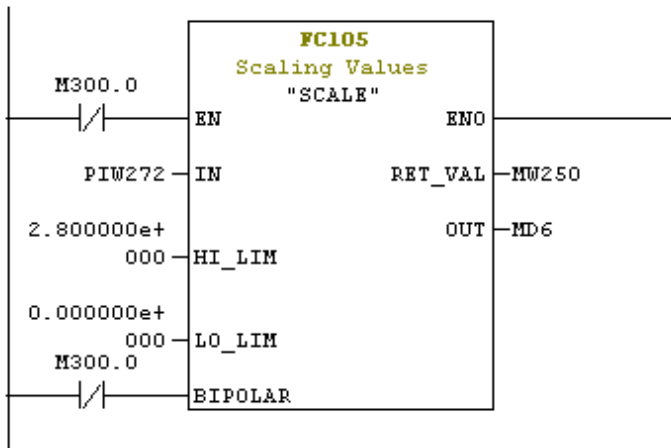 FC105
Scaling Values
"SCALE"
M300.0
EN ENO
PIW272 IN RET_VAL MW250
2.800000e+ OUT MD6
000 HI_LIM
0.000000e+
000 LO_LIM
M300.0
BIPOLAR